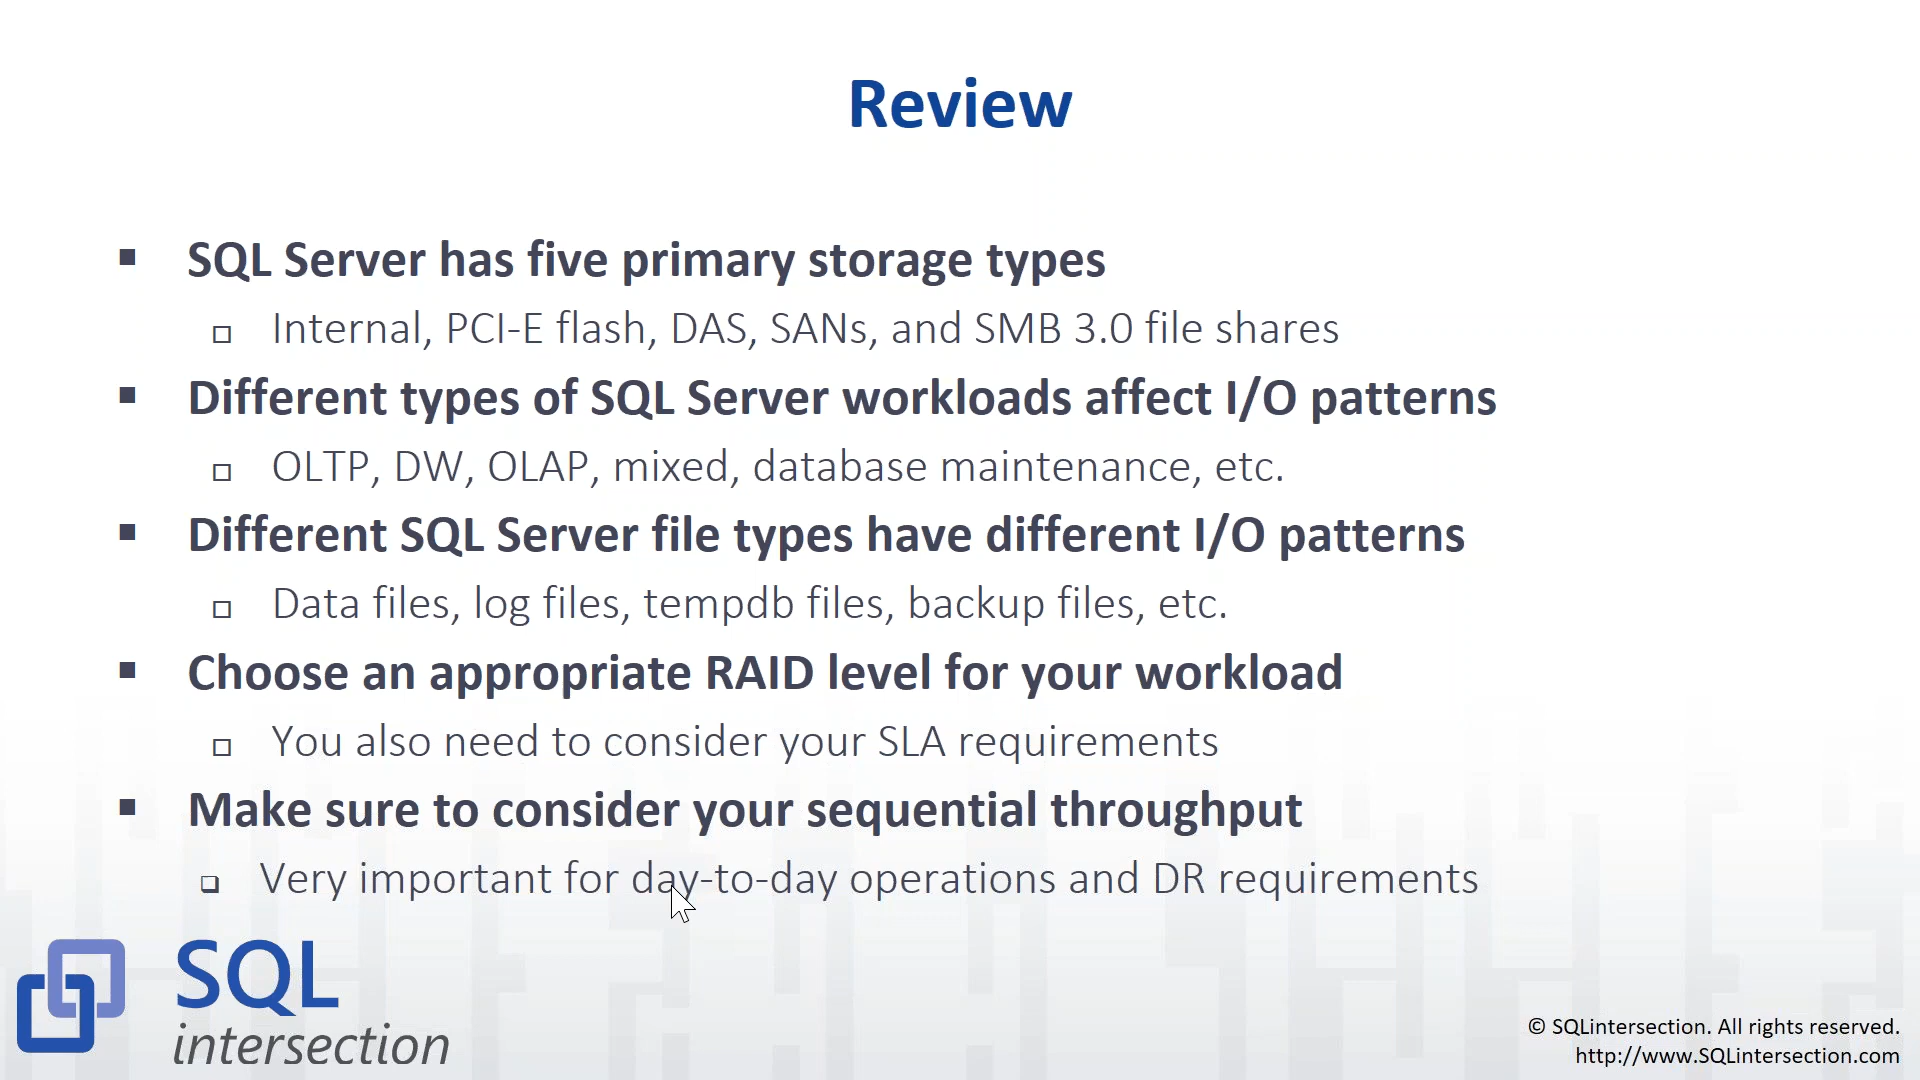 Review
SQL Server has five primary storage types
Internal, PCI-E flash, DAS, SANs, and SMB 3.0 file shares
Different types of SQL Server workloads affect I/O patterns
OLTP, DW, OLAP, mixed, database maintenance, etc.
Different SQL Server file types have different I/O patterns
Data files, log files, tempdb files, backup files, etc.
Choose an appropriate RAID level for your workload
You also need to consider your SLA requirements
Make sure to consider your sequential throughput
Very important for day-to-day operations and DR requirements
SQL
intersection
© SQLintersection. All rights reserved.
http://www.SQLintersection.com